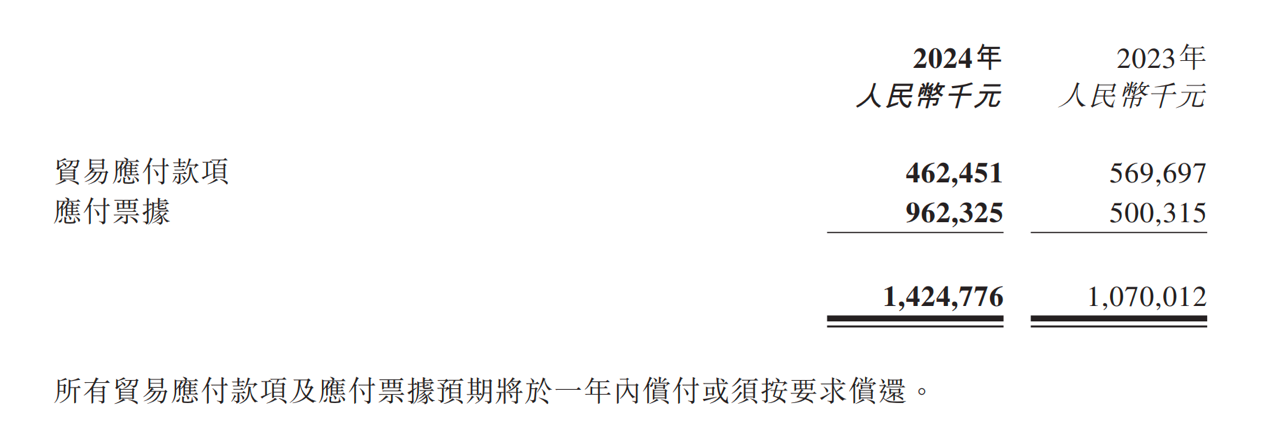 2024年 2023年
人民幣千元 人民幣千元
貿易應付款項 462,451 569,697
應付票據 962,325 500,315
1,424,776 1,070,012
所有貿易應付款項及應付票據預期將於一年內償付或須按要求償還。